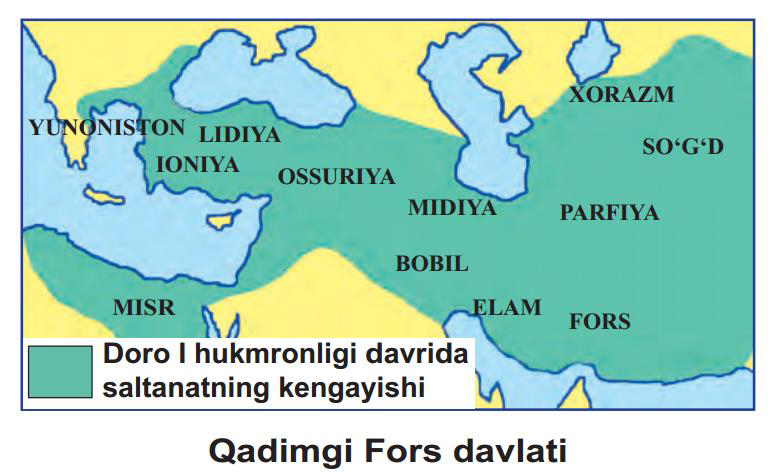 XORAZM
YUNONISTON
LIDIYA
SO‘G‘D
IONIYA
OSSURIYA
MIDIYA
PARFIYA
BOBIL
MISR
ELAM
FORS
Doro I hukmronligi davrida
saltanatning kengayishi
Qadimgi Fors davlati